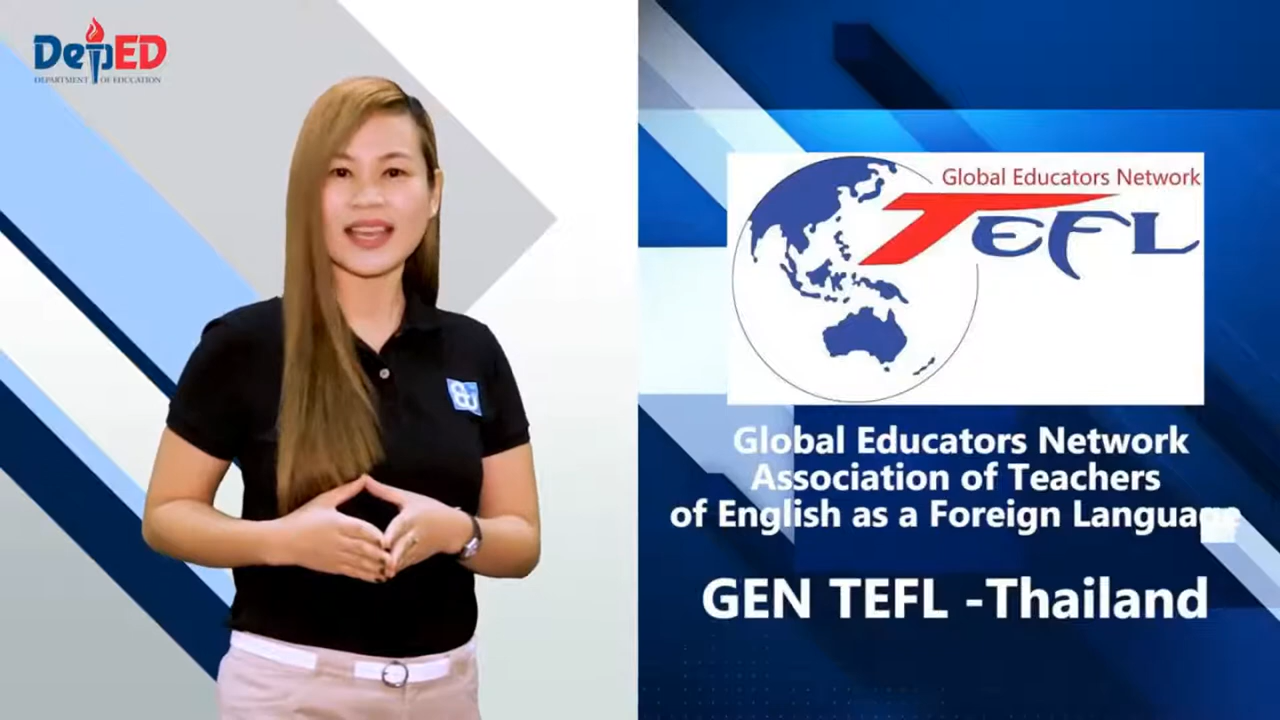 DepED
DEPARTMENT OF EDUCATION
Global Educators Network
TEFL
Global Educators Network
Association of Teachers
of English as a Foreign Language
GEN TEFL -Thailand